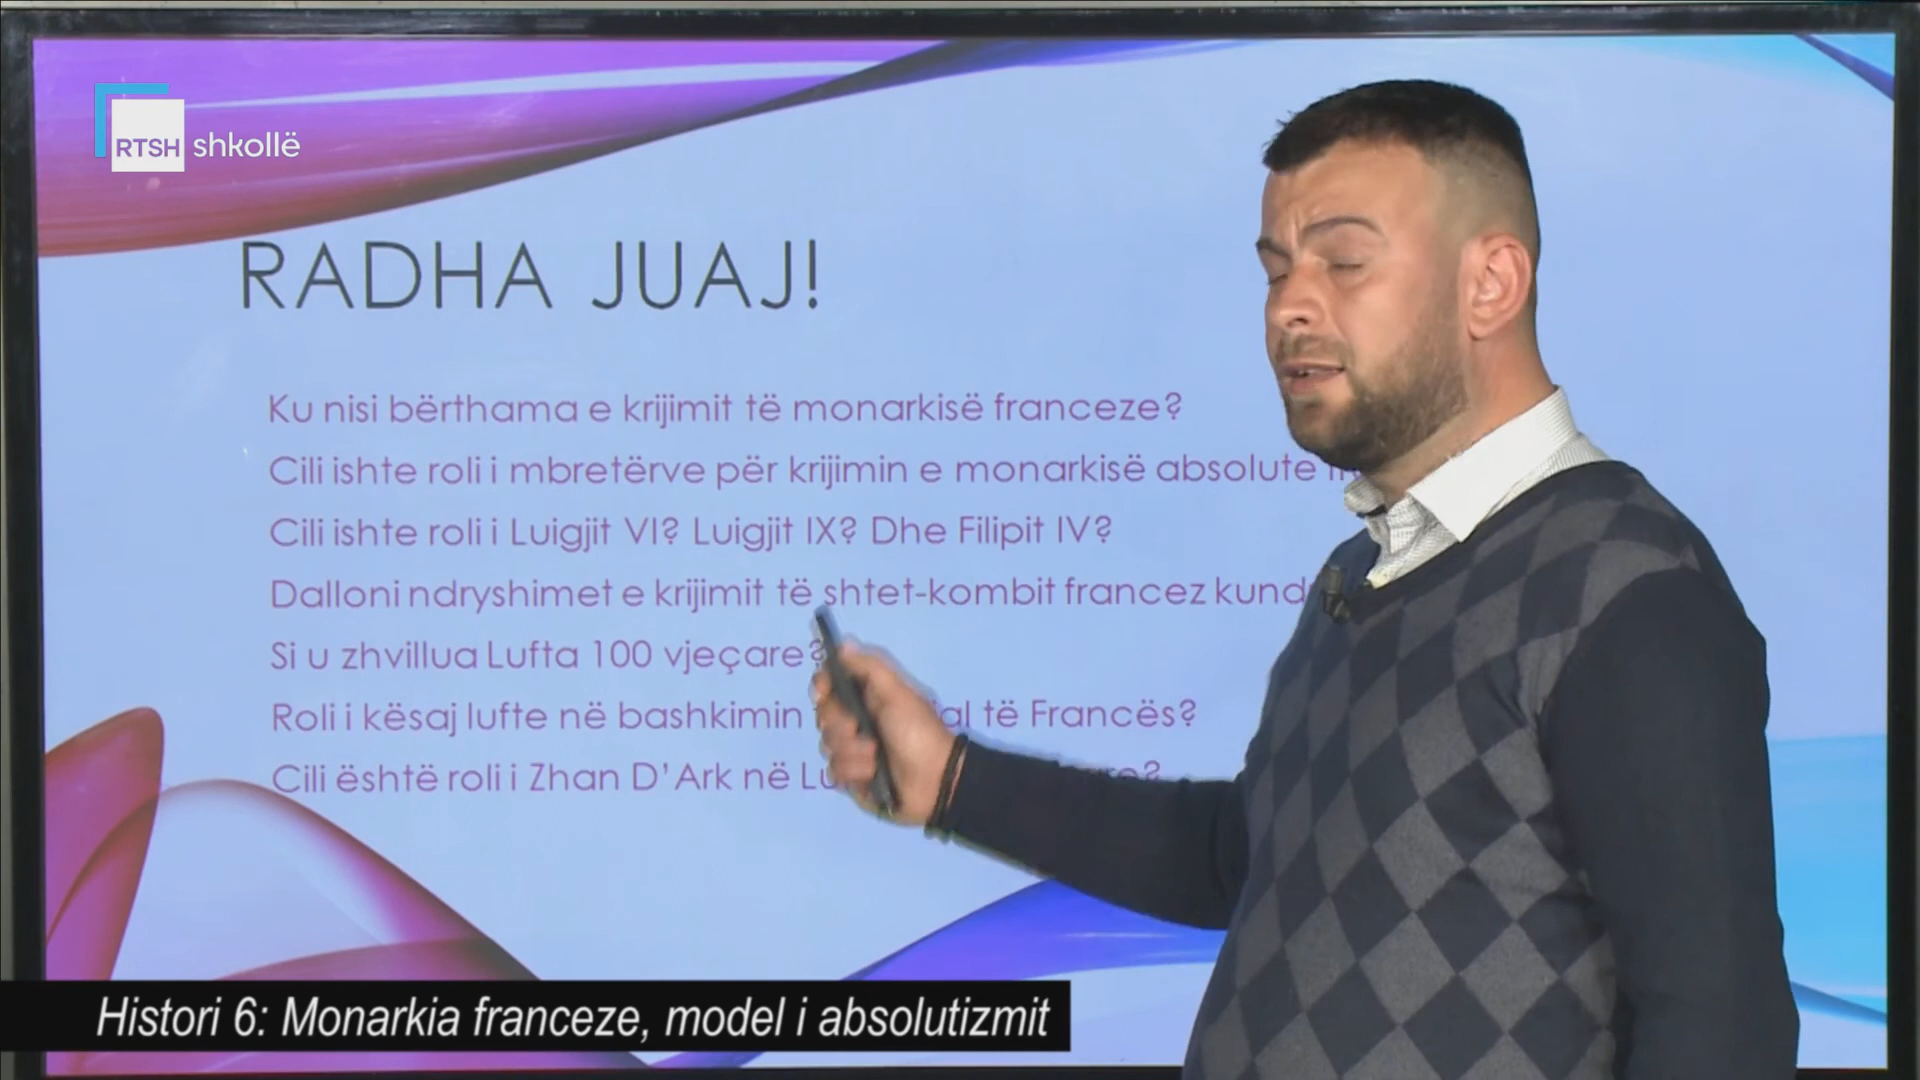 RTSH shkollë
RADHA JUAJ!
Ku nisi bërthama e krijimit të monarkisë franceze?
Cili ishte roli i mbretërve për krijimin e monarkisë absolute
Cili ishte roli i Luigjit VI? Luigjit IX? Dhe Filipit IV?
Dalloni ndryshimet e krijimit të shtet-kombit francez
Si u zhvillua Lufta 100 vjeçare?
Roli i kësaj lufte në bashkimin të Francës?
Cili është roli i Zhan D'Ark në
Histori 6: Monarkia franceze, model i absolutizmit